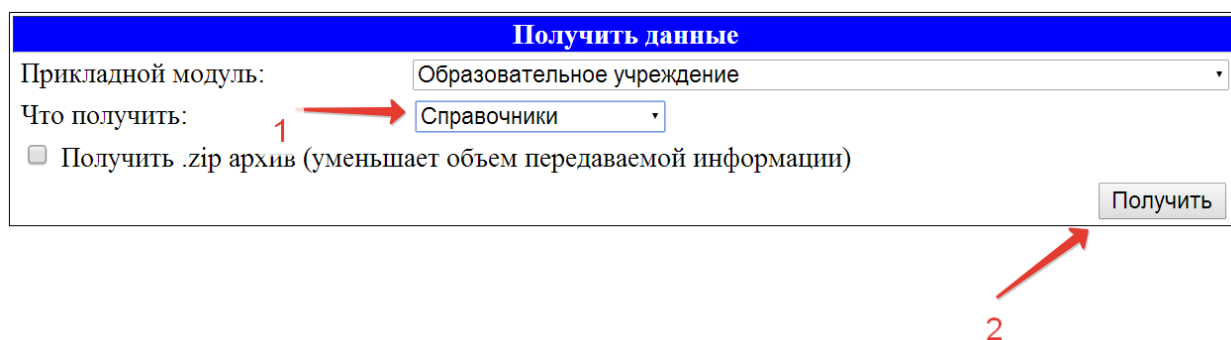 Получить данные
Прикладной модуль: Образовательное учреждение
Что получить: Справочники
1
Получить .zip архив (уменьшает объем передаваемой информации)
Получить
2